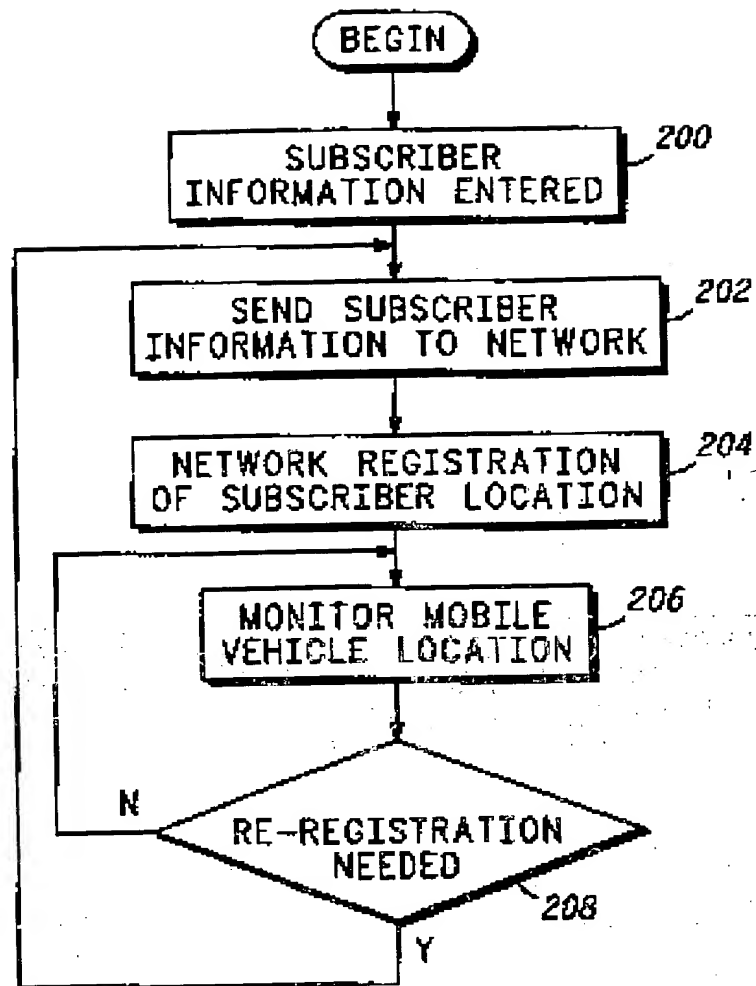 BEGIN
SUBSCRIBER
INFORMATION ENTERED
200
SEND SUBSCRIBER
INFORMATION TO NETWORK
202
NETWORK REGISTRATION
OF SUBSCRIBER LOCATION
204
MONITOR MOBILE
VEHICLE LOCATION
206
N
RE-REGISTRATION
NEEDED
208
Y